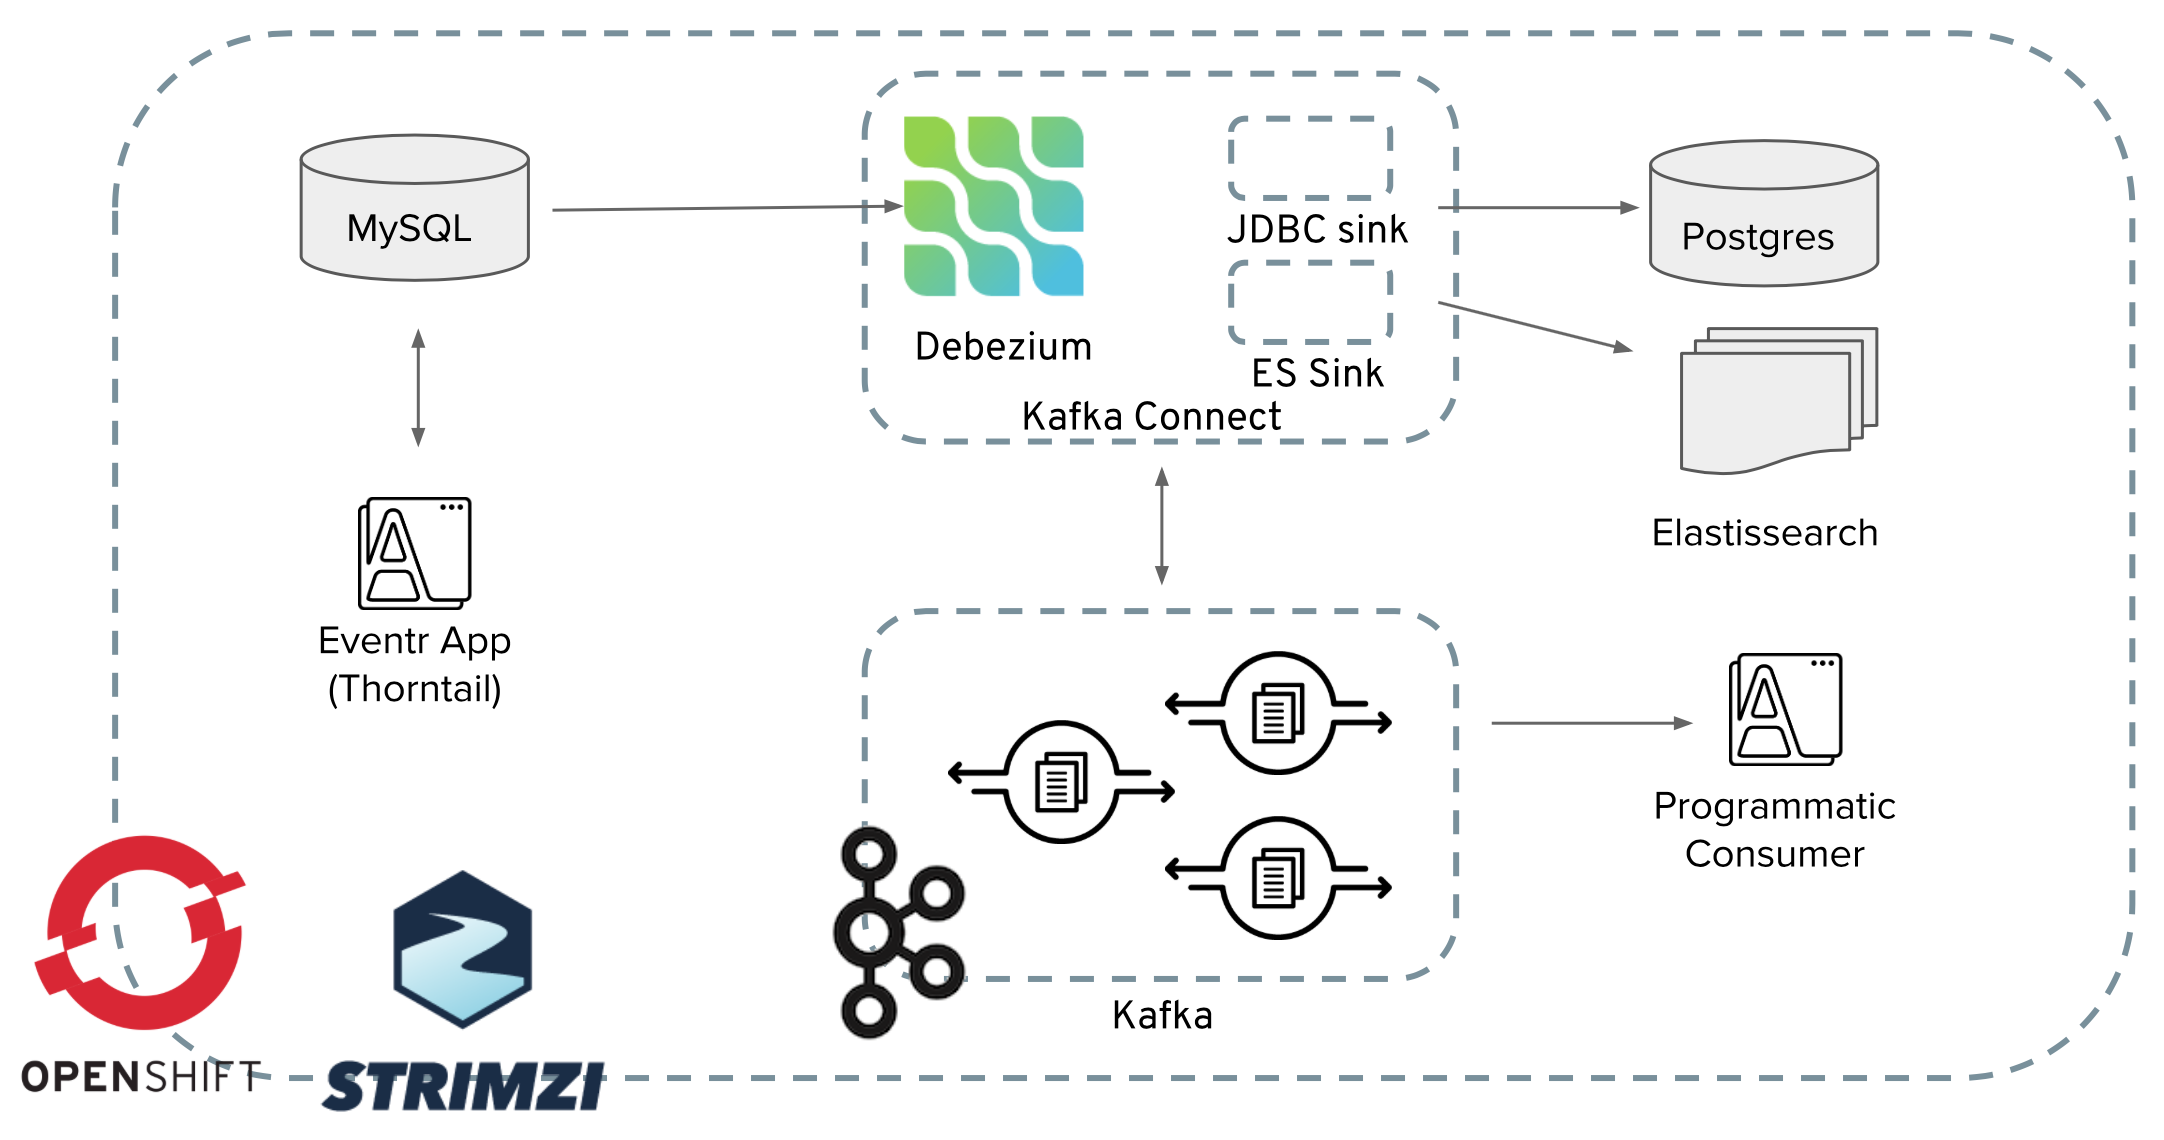 MySQL
Debezium
JDBC sink
ES Sink
Kafka Connect
Postgres
Elastissearch
Eventr App
(Thorntail)
Programmatic
Consumer
Kafka
OPENSHIFT
STRIMZI